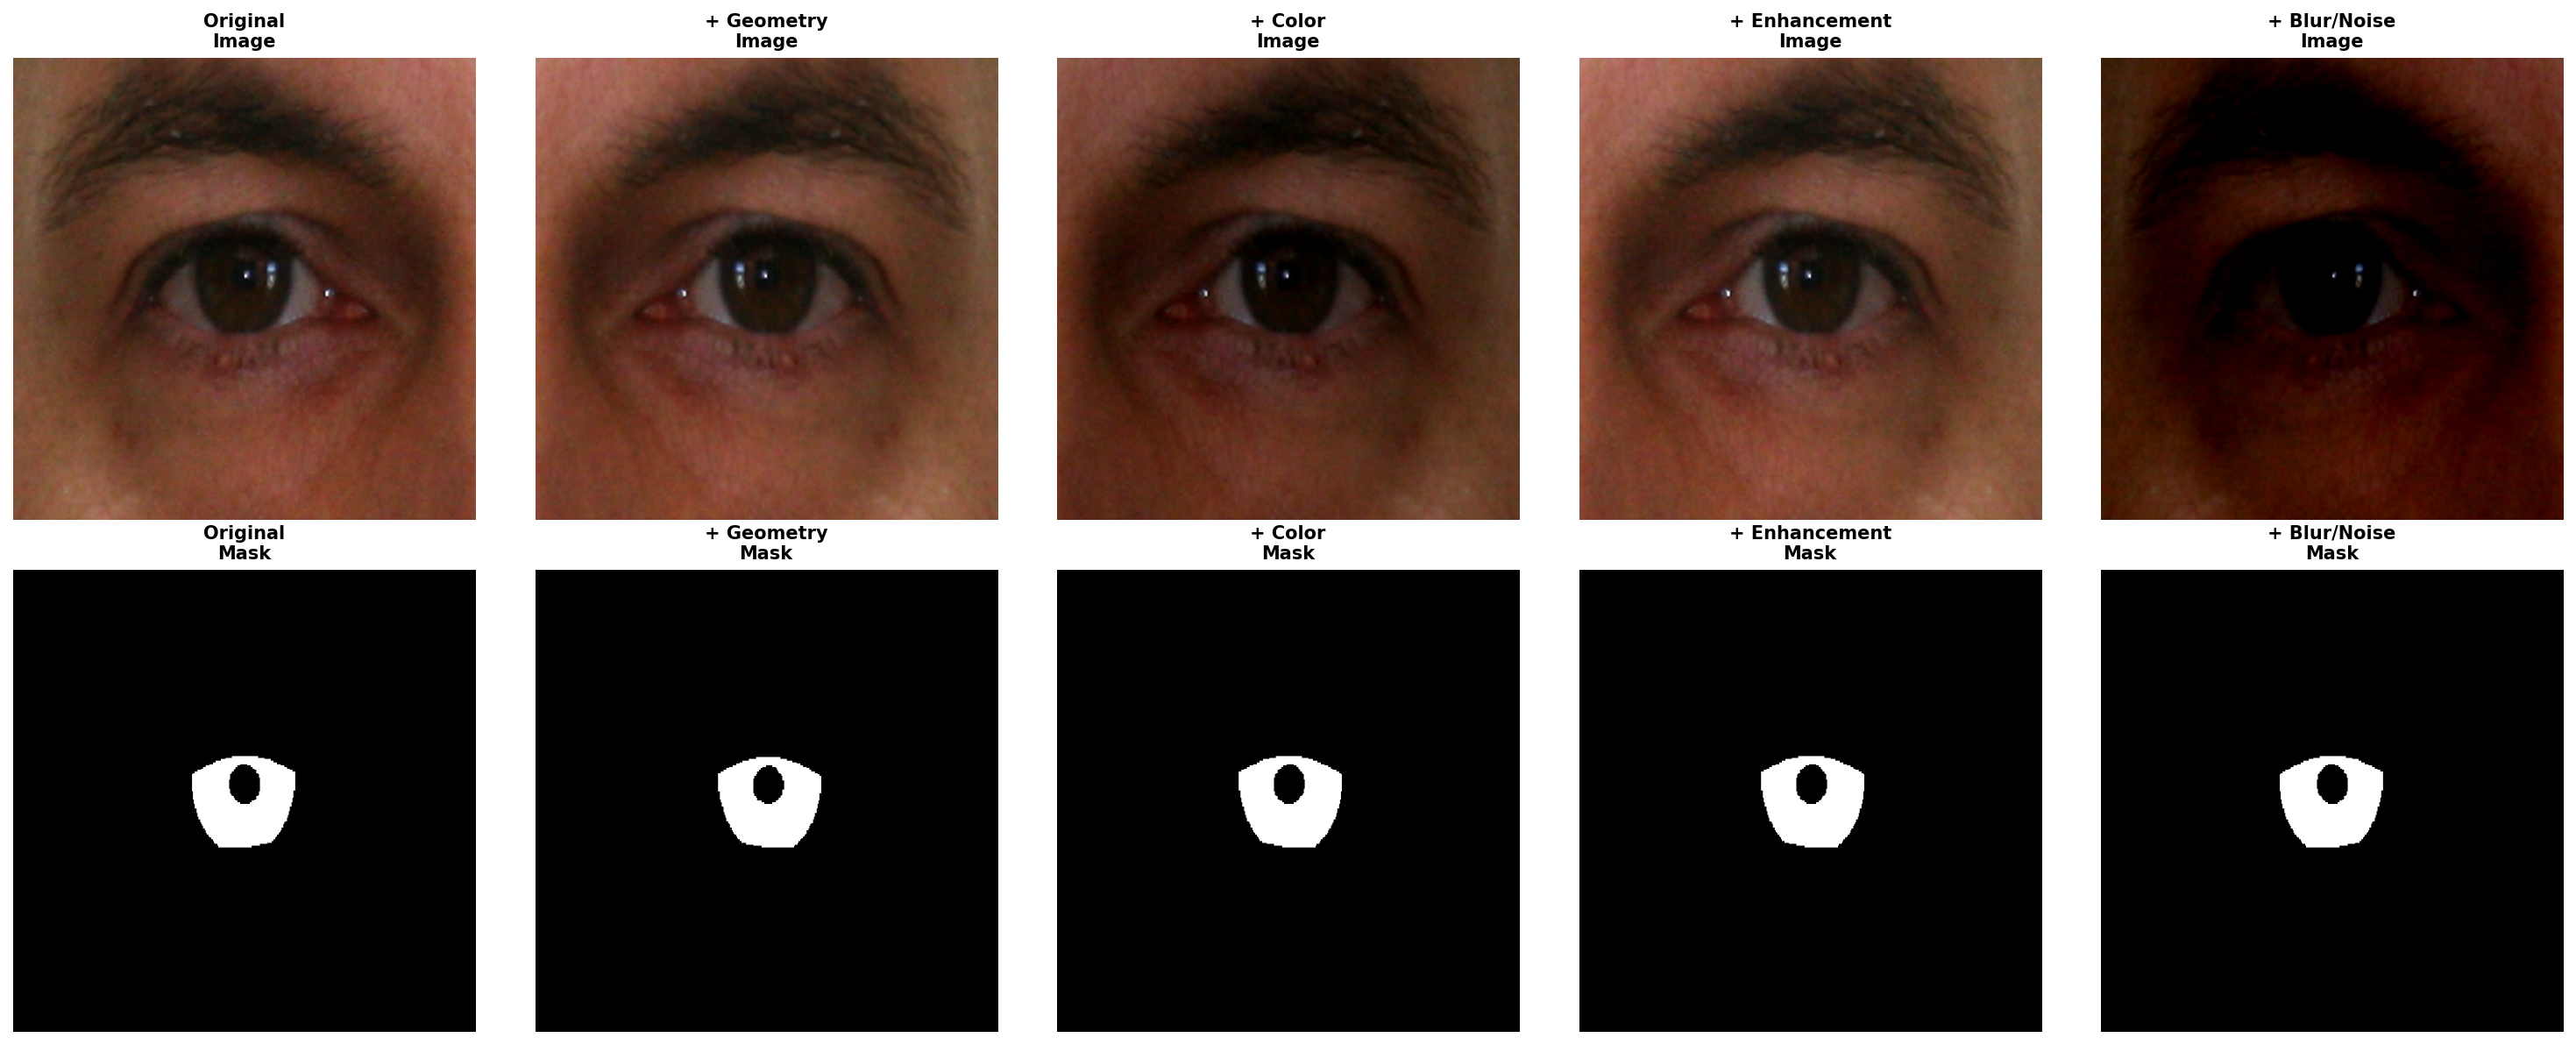 Original
Image
+ Geometry
Image
+ Color
Image
+ Enhancement
Image
+ Blur/Noise
Image
Original
Mask
+ Geometry
Mask
+ Color
Mask
+ Enhancement
Mask
+ Blur/Noise
Mask